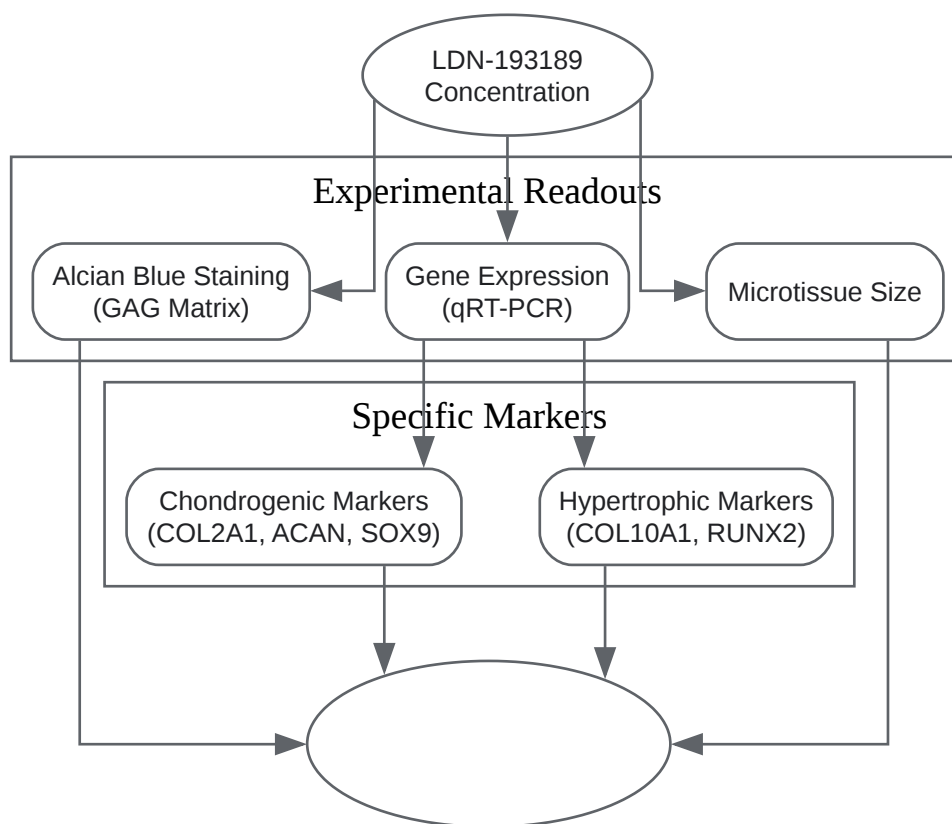 LDN-193189
Concentration
Experimental Readouts
Alcian Blue Staining
(GAG Matrix)
Gene Expression
(qRT-PCR)
Microtissue Size
Specific Markers
Chondrogenic Markers
(COL2A1, ACAN, SOX9)
Hypertrophic Markers
(COL10A1, RUNX2)